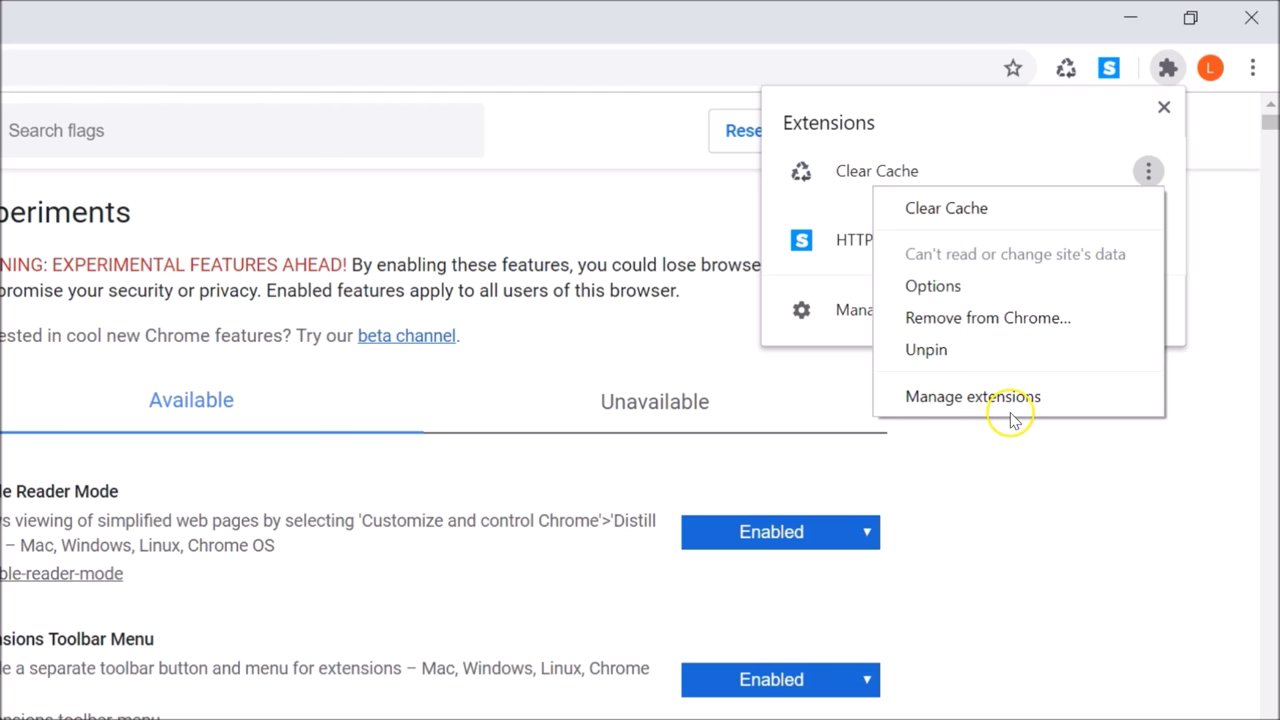 L
Search flags
Rese
Extensions
Clear Cache
Clear Cache
Can't read or change site's data
Options
Remove from Chrome...
Unpin
Manage extensions
S HTTP
Mana
periments
NING: EXPERIMENTAL FEATURES AHEAD! By enabling these features, you could lose browse
promise your security or privacy. Enabled features apply to all users of this browser.
ested in cool new Chrome features? Try our beta channel.
Available
Unavailable
le Reader Mode
vs viewing of simplified web pages by selecting 'Customize and control Chrome'>'Distill
– Mac, Windows, Linux, Chrome OS
ble-reader-mode
Enabled
nsions Toolbar Menu
e a separate toolbar button and menu for extensions – Mac, Windows, Linux, Chrome
Enabled